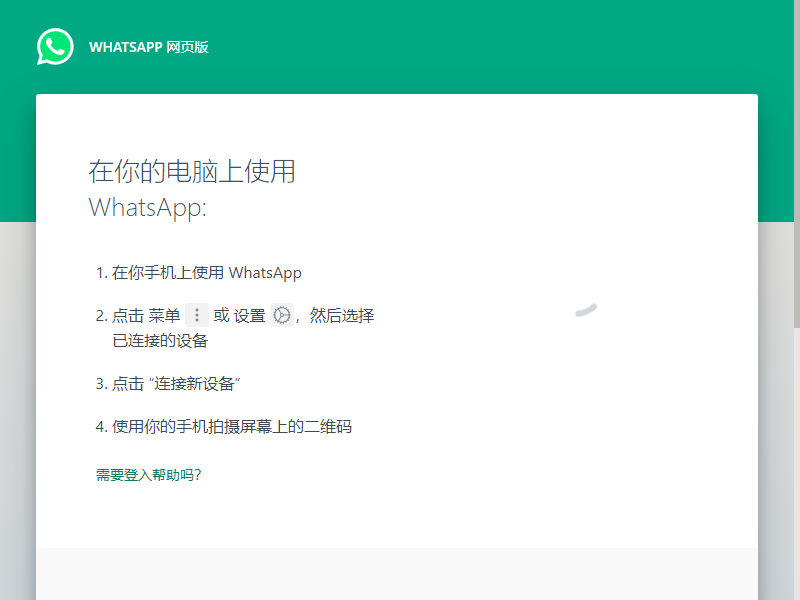 WHATSAPP 网页版
在你的电脑上使用
WhatsApp:
1. 在你手机上使用 WhatsApp
2. 点击 菜单 或 设置 ，然后选择
已连接的设备
3. 点击 “连接新设备”
4. 使用你的手机拍摄屏幕上的二维码
需要登入帮助吗?